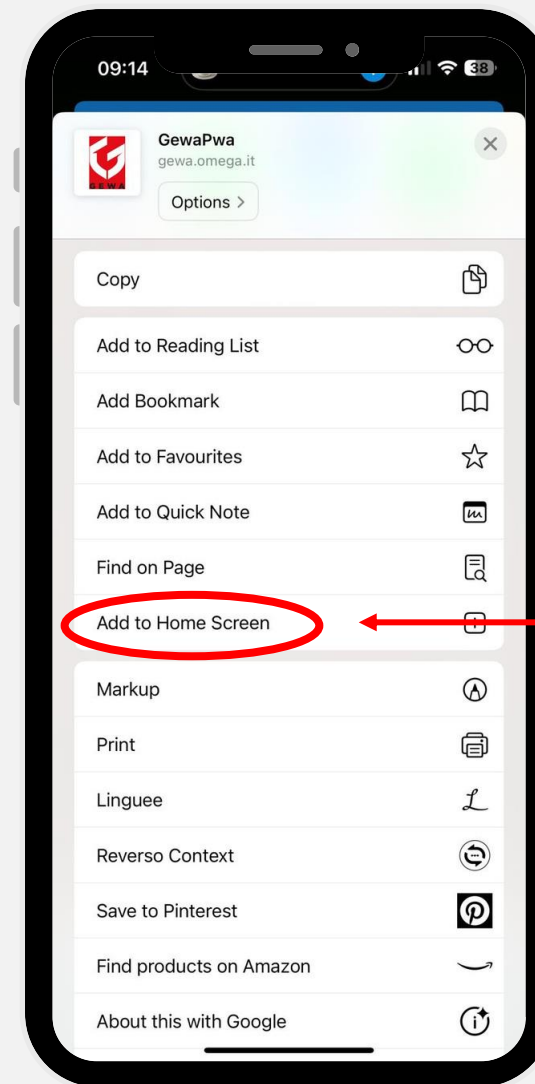 09:14
38
GEWA
GewaPwa
gewa.omega.it
Options >
Copy
Add to Reading List
Add Bookmark
Add to Favourites
Add to Quick Note
Find on Page
Add to Home Screen
Markup
Print
Linguee
Reverso Context
Save to Pinterest
Find products on Amazon
About this with Google